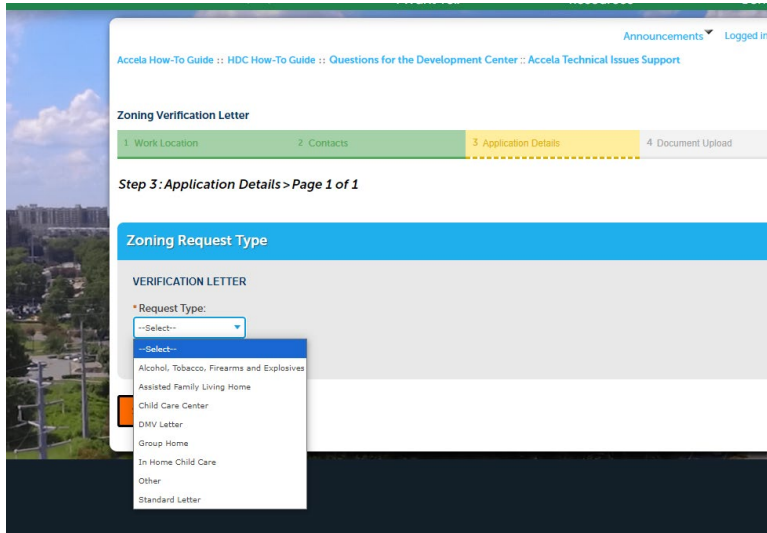 Announcements Logged in
Accela How-To Guide :: HDC How-To Guide :: Questions for the Development Center :: Accela Technical Issues Support
Zoning Verification Letter
1 Work Location 2 Contacts 3 Application Details 4 Document Upload
Step 3: Application Details > Page 1 of 1
Zoning Request Type
VERIFICATION LETTER
* Request Type:
--Select--
--Select--
Alcohol, Tobacco, Firearms and Explosives
Assisted Family Living Home
Child Care Center
DMV Letter
Group Home
In Home Child Care
Other
Standard Letter